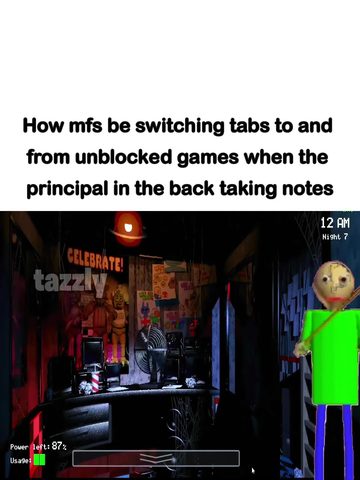 How mfs be switching tabs to and
from unblocked games when the
principal in the back taking notes
12 AM
Night 7
CELEBRATE!
tazzly
Power left: 87%
Usage: